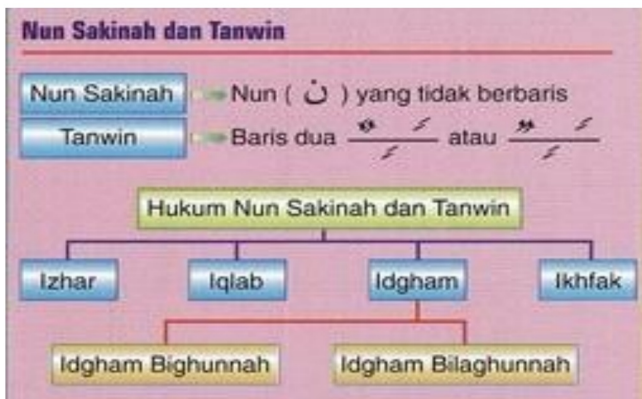 Nun Sakinah dan Tanwin
Nun Sakinah Nun ( نْ ) yang tidak berbaris
Tanwin Baris dua atau
Hukum Nun Sakinah dan Tanwin
Izhar Iqlab Idgham Ikhfak
Idgham Bighunnah Idgham Bilaghunnah